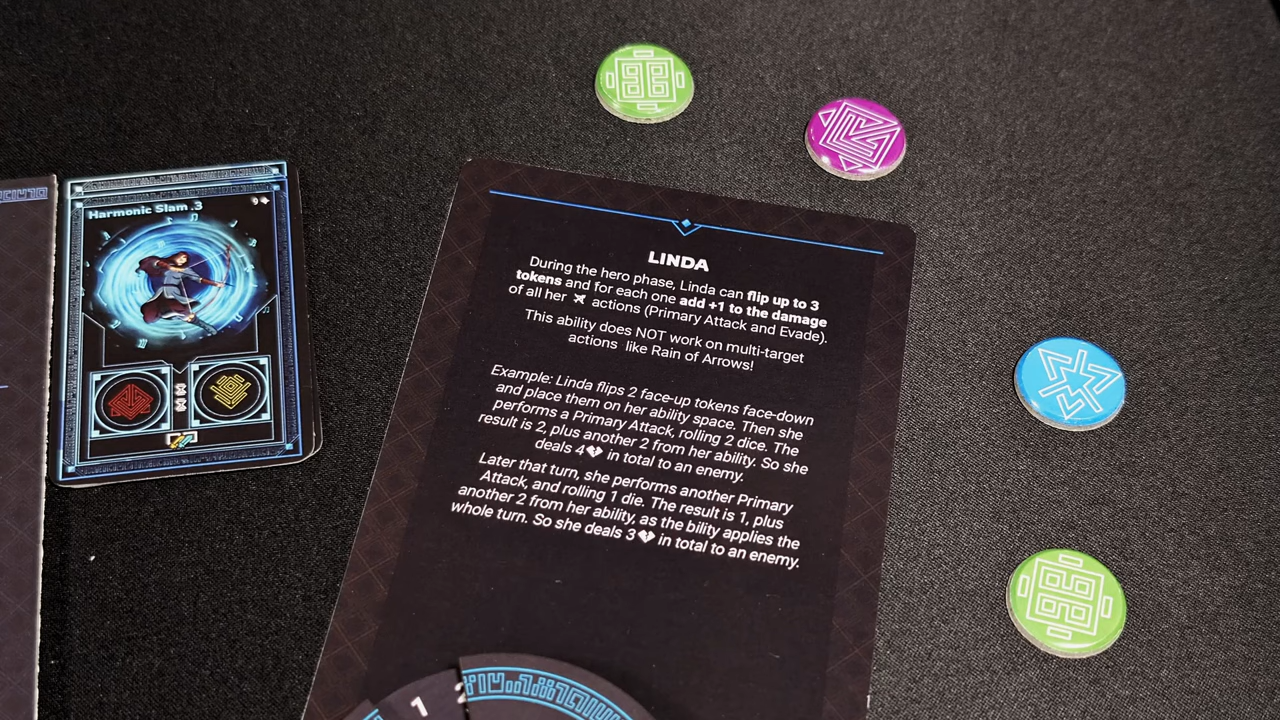 Harmonic Slam .3
9
LINDA
During the hero phase, Linda can flip up to 3
tokens and for each one add +1 to the damage
of all her actions (Primary Attack and Evade).
This ability does NOT work on multi-target
actions like Rain of Arrows!
Example: Linda flips 2 face-up tokens face-down
and place them on her ability space. Then she
performs a Primary Attack, rolling 2 dice. The
result is 2, plus another 2 from her ability. So she
deals 4 in total to an enemy.
Later that turn, she performs another Primary
Attack, and rolling 1 die. The result is 1, plus
another 2 from her ability, as the bility applies the
whole turn. So she deals 3 in total to an enemy.
1